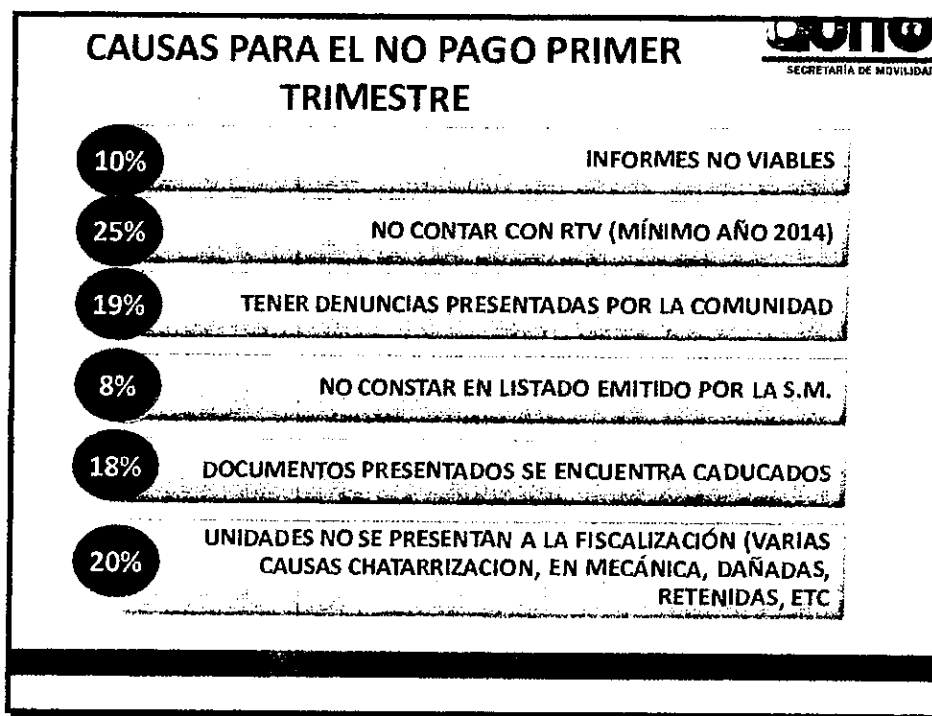 CAUSAS PARA EL NO PAGO PRIMER
TRIMESTRE
SECRETARÍA DE MOVILIDAD
10%
INFORMES NO VIABLES
25%
NO CONTAR CON RTV (MÍNIMO AÑO 2014)
19%
TENER DENUNCIAS PRESENTADAS POR LA COMUNIDAD
8%
NO CONSTAR EN LISTADO EMITIDO POR LA S.M.
18%
DOCUMENTOS PRESENTADOS SE ENCUENTRA CADUCADOS
20%
UNIDADES NO SE PRESENTAN A LA FISCALIZACIÓN (VARIAS
CAUSAS CHATARRIZACION, EN MECÁNICA, DAÑADAS,
RETENIDAS, ETC